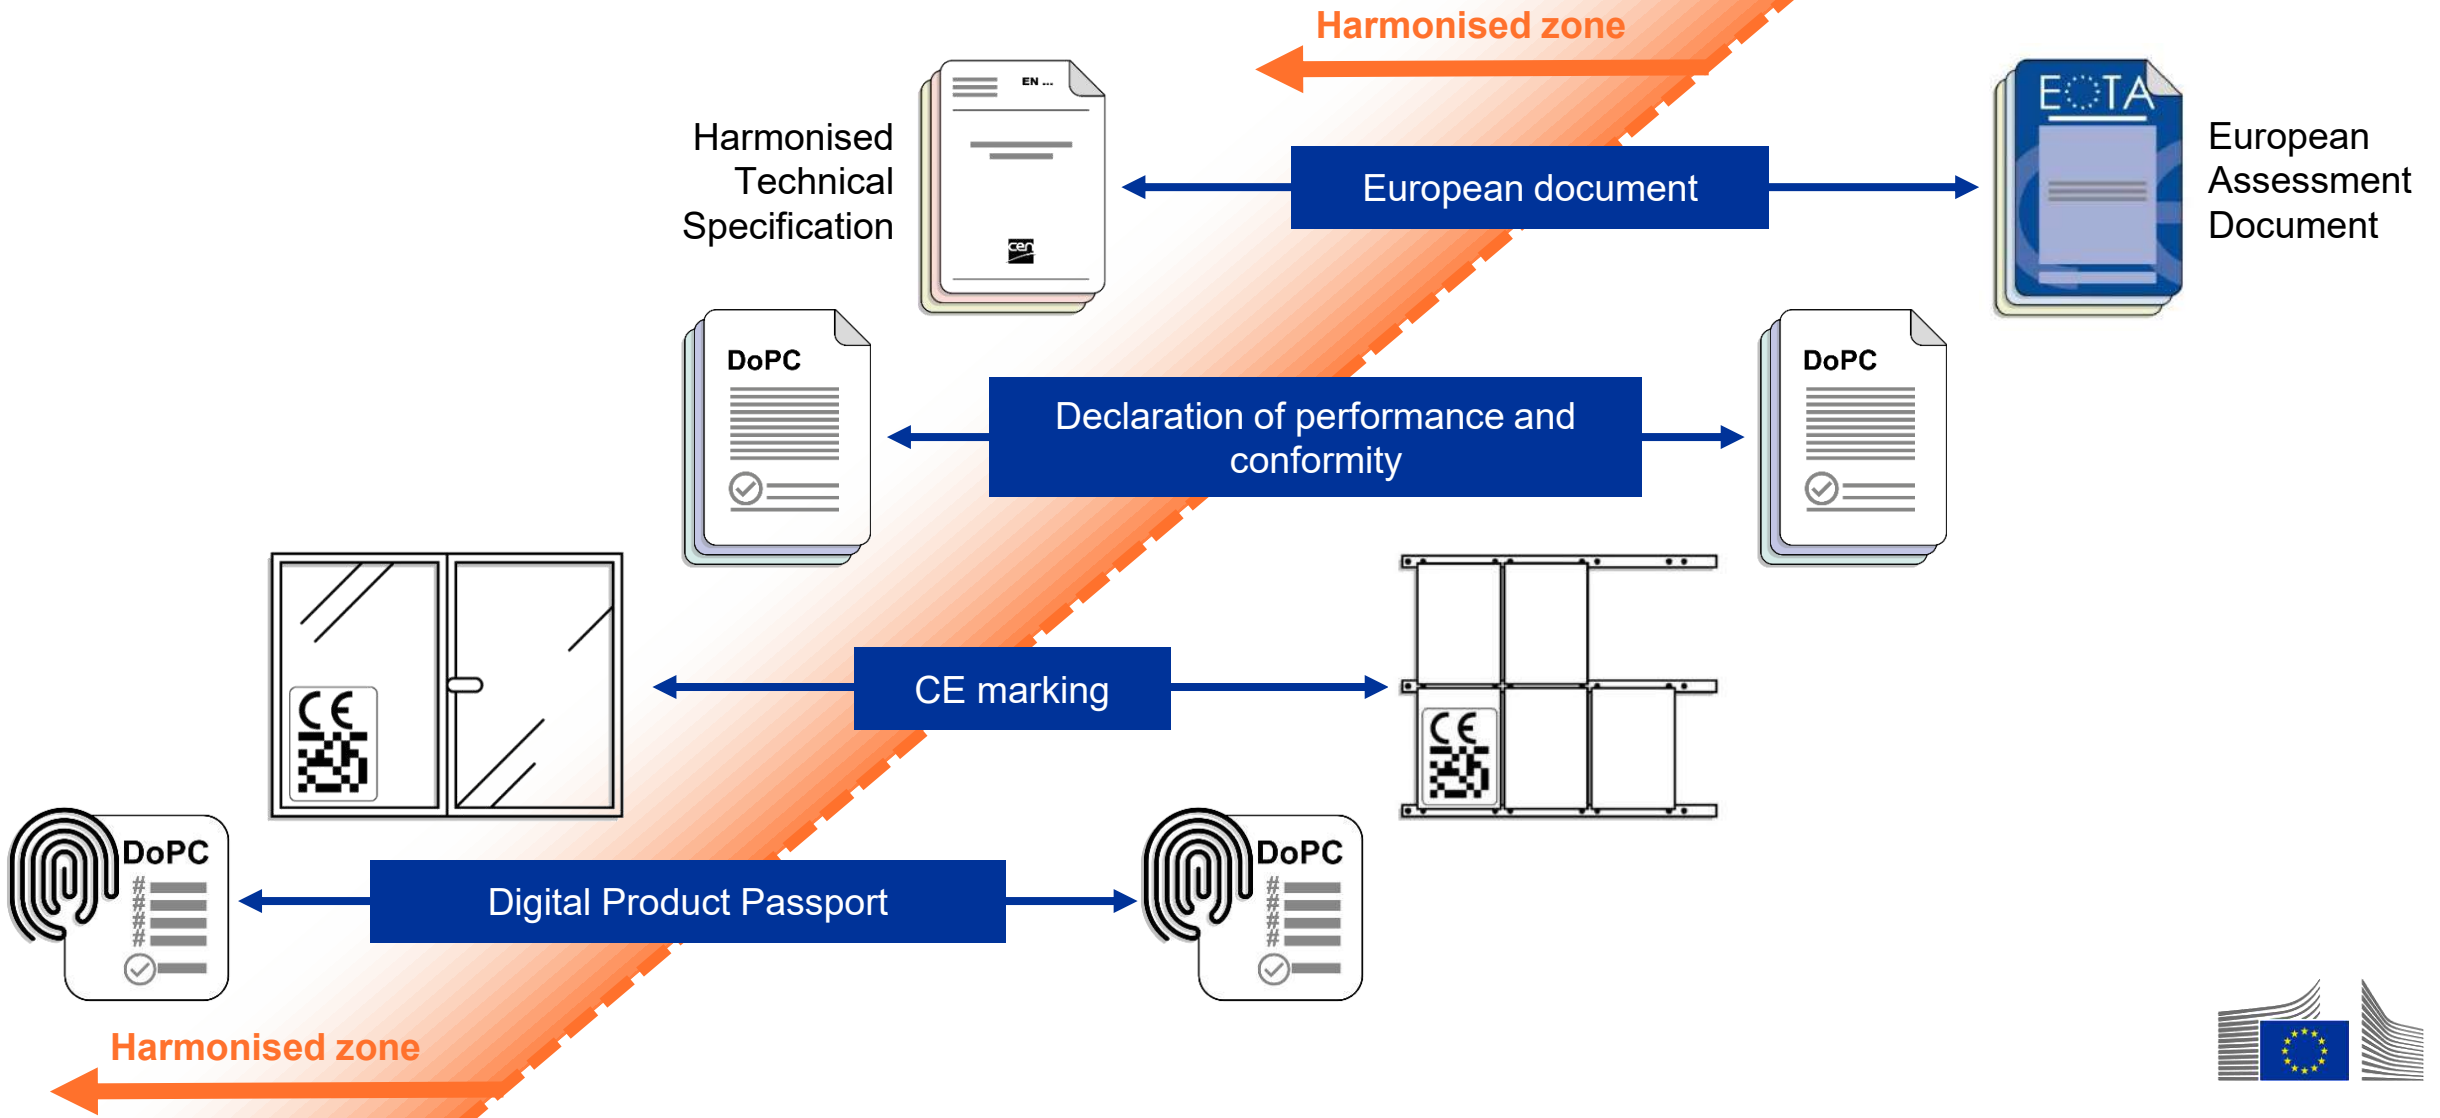 Harmonised zone
EN ...
Harmonised
Technical
Specification
cen
European document
EOTA
European
Assessment
Document
DoPC
Declaration of performance and
conformity
DoPC
CE
CE marking
CE
DoPC
#
#
#
#
Digital Product Passport
DoPC
#
#
#
#
Harmonised zone